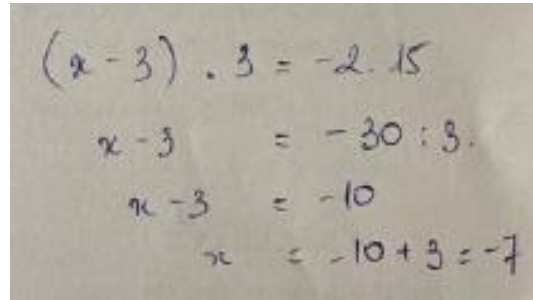 (x - 3) . 3 = -2. 15
x - 3 = - 30 : 3.
x - 3 = -10
x = -10 + 3 = -7